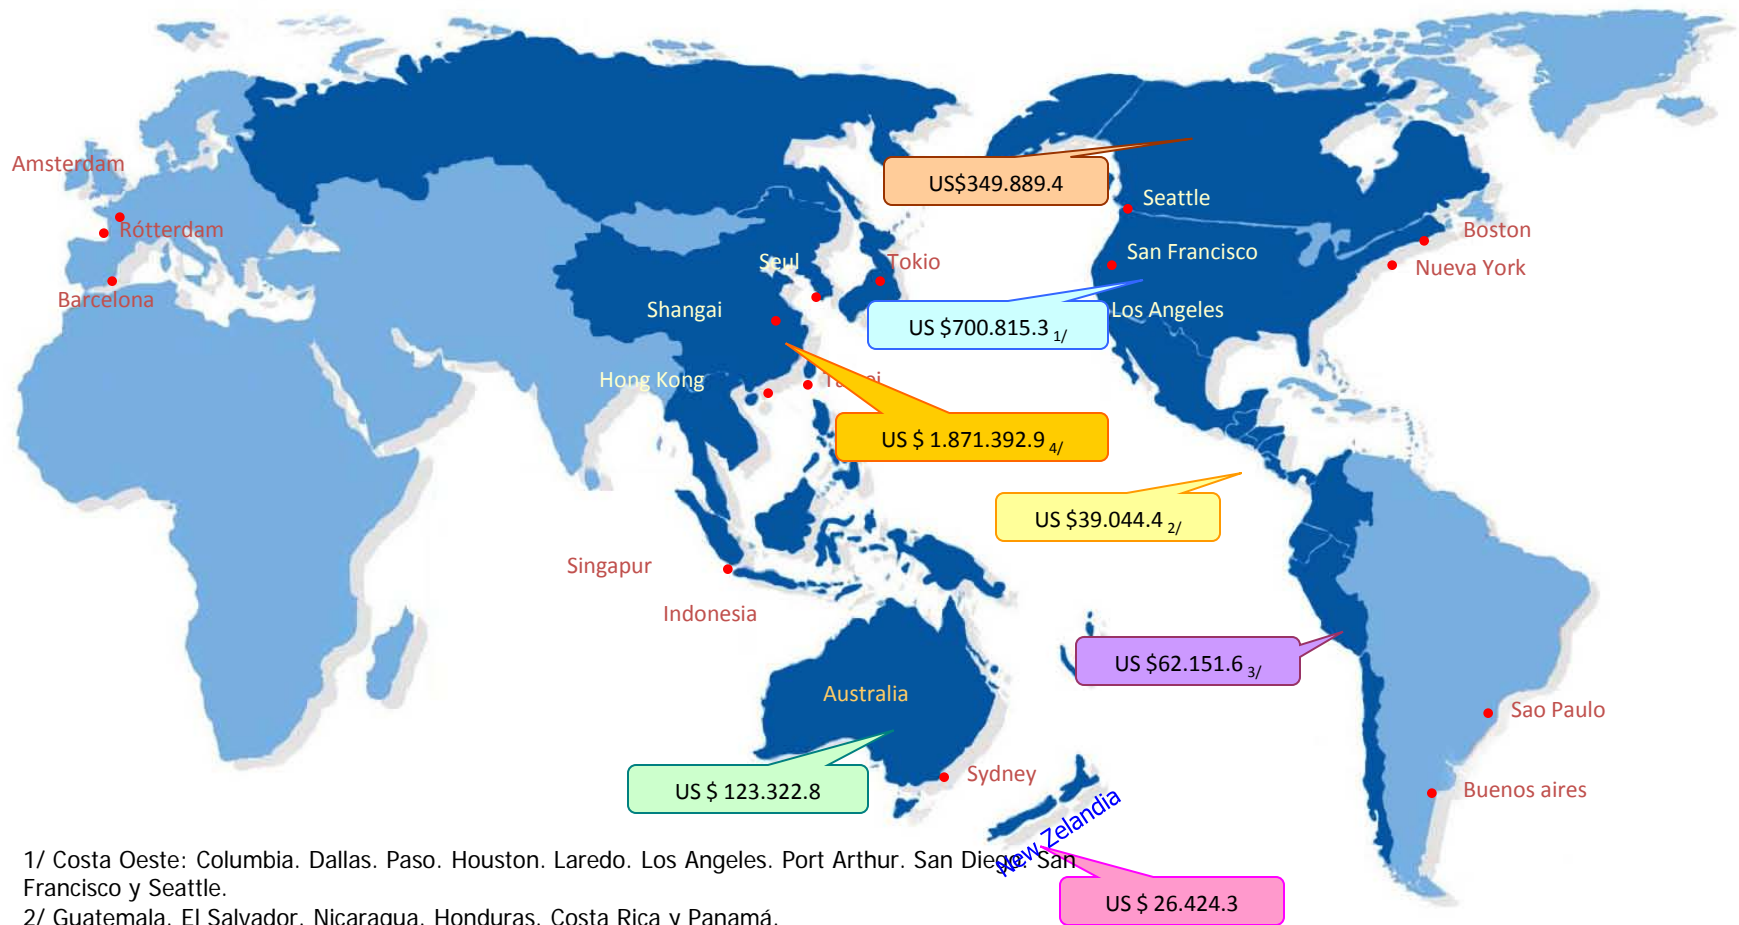 Amsterdam
US$349.889.4
Seattle
Rótterdam
Boston
San Francisco
Seul
Tokio
Nueva York
Barcelona
Shangai
Los Angeles
US $700.815.3 1/
Hong Kong
US $ 1.871.392.9 4/
US $39.044.4 2/
Singapur
Indonesia
US $62.151.6 3/
Australia
Sao Paulo
Sydney
US $ 123.322.8
Buenos aires
New Zelandia
1/ Costa Oeste: Columbia. Dallas. Paso. Houston. Laredo. Los Angeles. Port Arthur. San Diego. San
Francisco y Seattle.
US $ 26.424.3
2/ Guatemala. El Salvador. Nicaragua. Honduras. Costa Rica y Panamá.